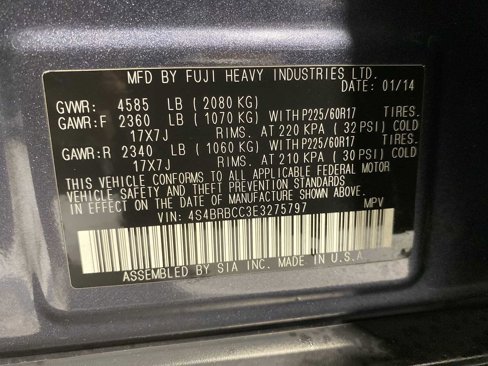 MFD BY FUJI HEAVY INDUSTRIES LTD.
DATE: 01/14
GVWR: 4585 LB ( 2080 KG)
GAWR:F 2360 LB ( 1070 KG) WITH P225/60R17 TIRES.
17X7J RIMS. AT 220 KPA ( 32 PSI) COLD
GAWR:R 2340 LB ( 1060 KG) WITH P225/60R17 TIRES.
17X7J RIMS. AT 210 KPA ( 30 PSI) COLD
THIS VEHICLE CONFORMS TO ALL APPLICABLE FEDERAL MOTOR
VEHICLE SAFETY AND THEFT PREVENTION STANDARDS
IN EFFECT ON THE DATE OF MANUFACTURE SHOWN ABOVE.
VIN: 4S4BRBCC3E3275797 MPV
ASSEMBLED BY SIA INC. MADE IN U.S.A.